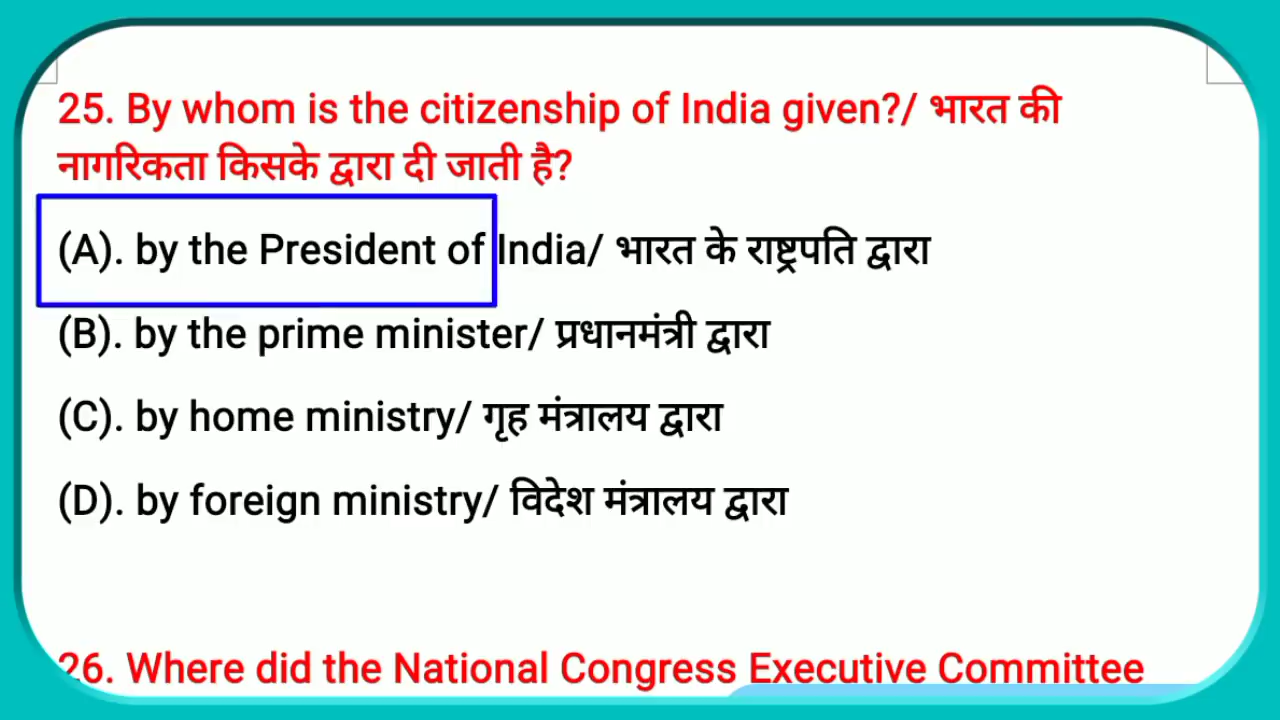 25. By whom is the citizenship of India given?/ भारत की
नागरिकता किसके द्वारा दी जाती है?
(A). by the President of India/ भारत के राष्ट्रपति द्वारा
(B). by the prime minister/ प्रधानमंत्री द्वारा
(C). by home ministry/ गृह मंत्रालय द्वारा
(D). by foreign ministry/ विदेश मंत्रालय द्वारा
26. Where did the National Congress Executive Committee